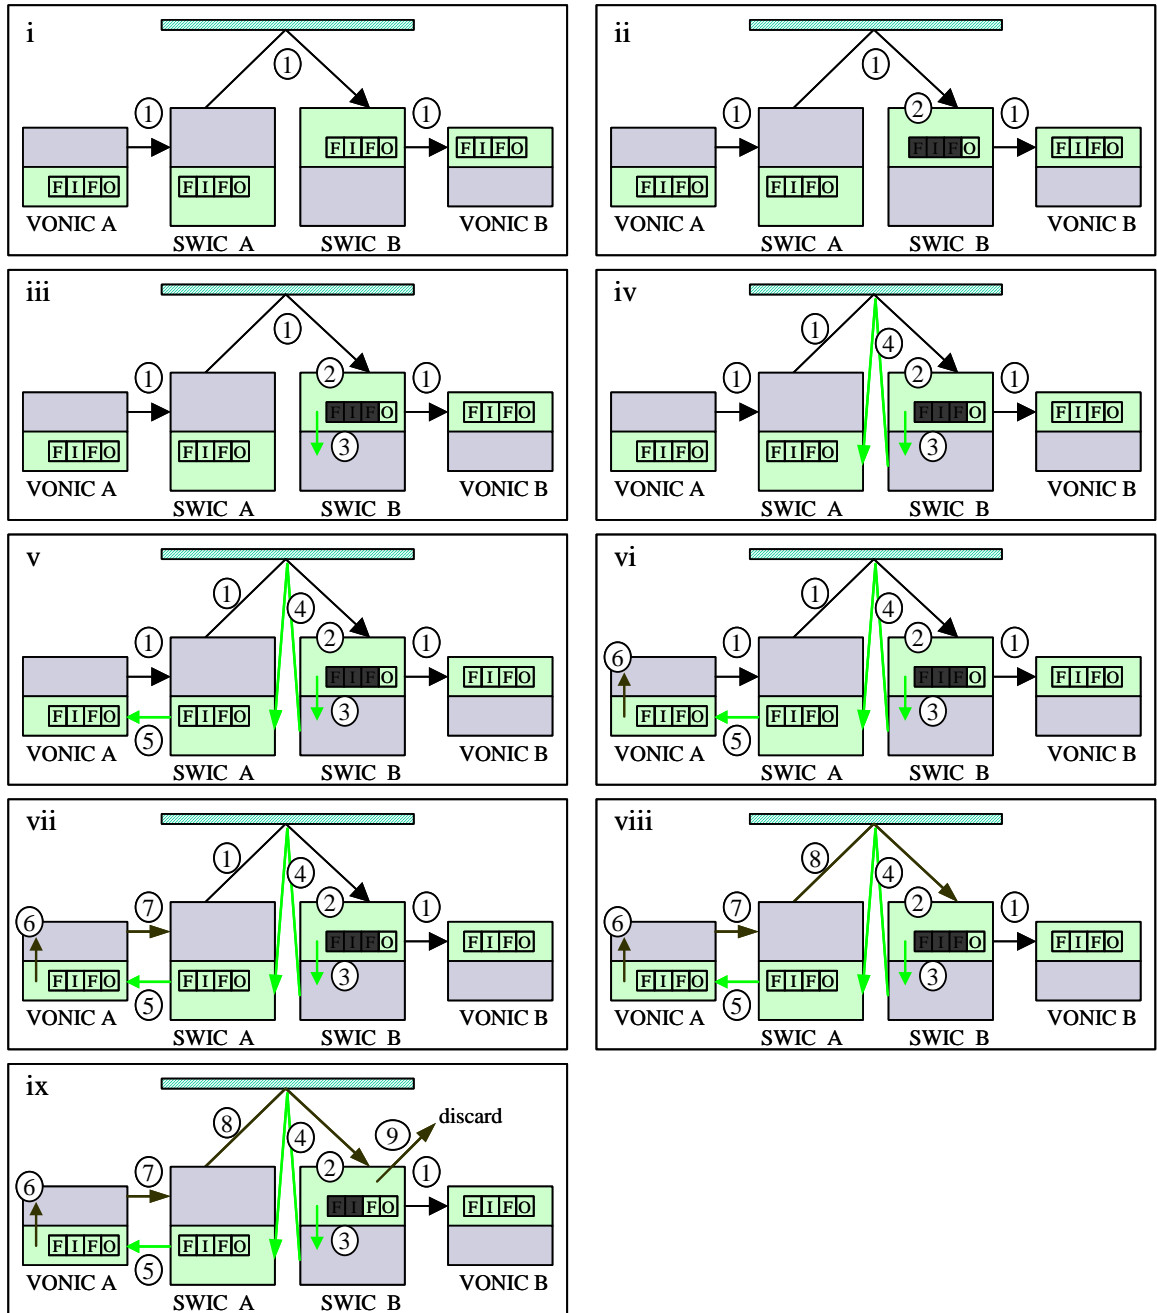 i
1
1 1
FIFO FIFO
FIFO FIFO
VONIC A VONIC B
SWIC A SWIC B
ii
1
1 2 1
FIFO FIFO
FIFO FIFO
VONIC A VONIC B
SWIC A SWIC B
iii
1
1 2 1
FIFO FIFO
FIFO FIFO 3
VONIC A VONIC B
SWIC A SWIC B
iv
1 4
1 2 1
FIFO FIFO
FIFO FIFO 3
VONIC A VONIC B
SWIC A SWIC B
v
1 4
1 2 1
FIFO FIFO
FIFO FIFO 3
5
VONIC A VONIC B
SWIC A SWIC B
vi
1 4
6 1 2 1
FIFO FIFO
FIFO FIFO 3
5
VONIC A VONIC B
SWIC A SWIC B
vii
1 4
6 7 2 1
FIFO FIFO
FIFO FIFO 3
5
VONIC A VONIC B
SWIC A SWIC B
viii
8 4
6 7 2 1
FIFO FIFO
FIFO FIFO 3
5
VONIC A VONIC B
SWIC A SWIC B
ix
discard
8 4 9
6 7 2 1
FIFO FIFO
FIFO FIFO 3
5
VONIC A VONIC B
SWIC A SWIC B